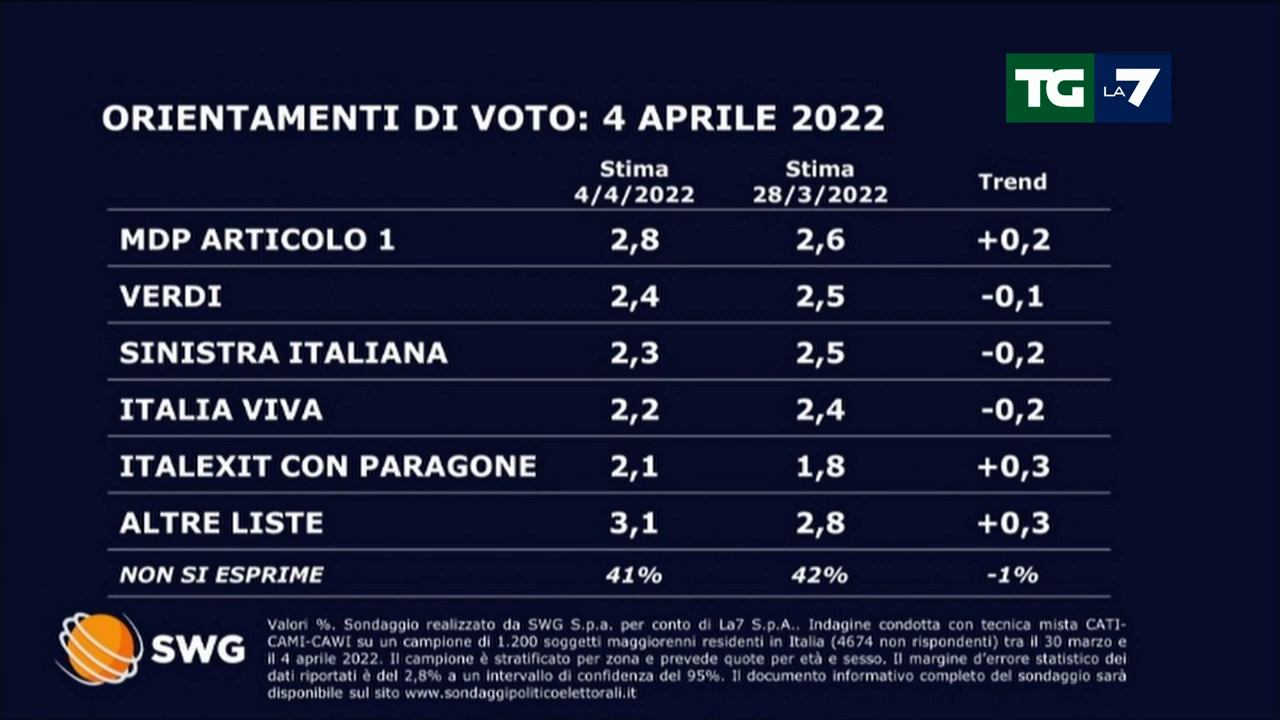 TG LA 7
ORIENTAMENTI DI VOTO: 4 APRILE 2022
Stima 4/4/2022 Stima 28/3/2022 Trend
MDP ARTICOLO 1 2,8 2,6 +0,2
VERDI 2,4 2,5 -0,1
SINISTRA ITALIANA 2,3 2,5 -0,2
ITALIA VIVA 2,2 2,4 -0,2
ITALEXIT CON PARAGONE 2,1 1,8 +0,3
ALTRE LISTE 3,1 2,8 +0,3
NON SI ESPRIME 41% 42% -1%
SWG
Valori %. Sondaggio realizzato da SWG S.p.a. per conto di La7 S.p.A.. Indagine condotta con tecnica mista CATI-
CAMI-CAWI su un campione di 1.200 soggetti maggiorenni residenti in Italia (4674 non rispondenti) tra il 30 marzo e
il 4 aprile 2022. Il campione è stratificato per zona e prevede quote per età e sesso. Il margine d'errore statistico dei
dati riportati è del 2,8% a un intervallo di confidenza del 95%. Il documento informativo completo del sondaggio sarà
disponibile sul sito www.sondaggipoliticoelettorali.it